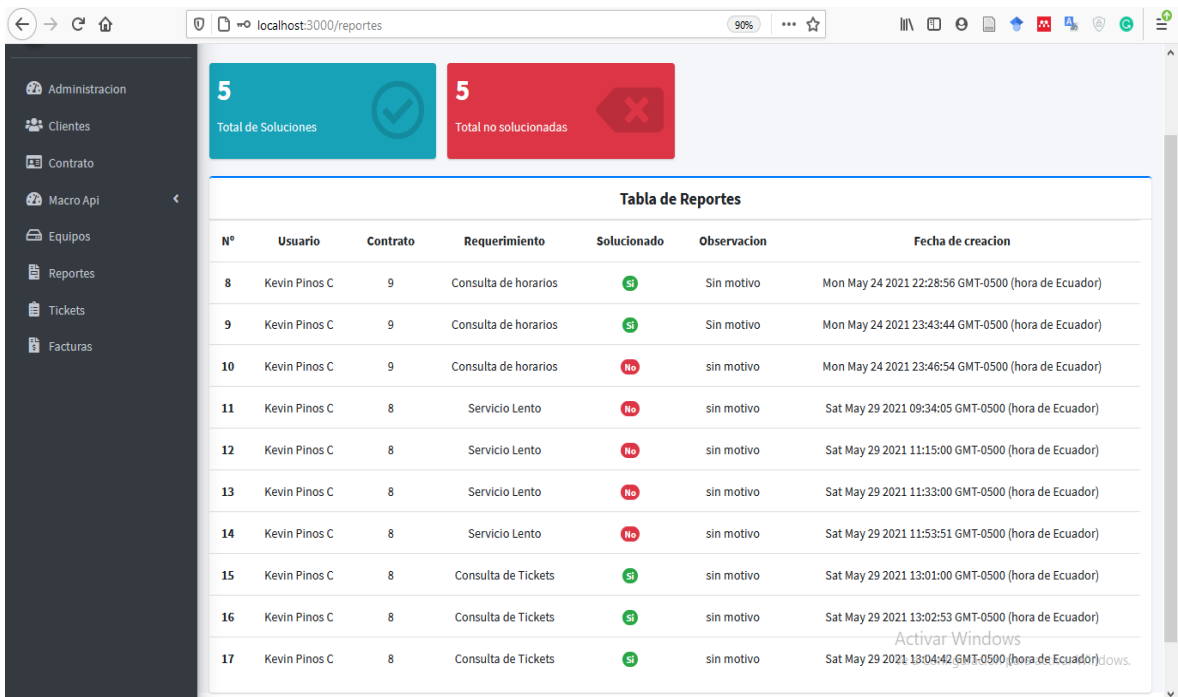 localhost:3000/reportes
90%
Administracion
Clientes
Contrato
Macro Api
Equipos
Reportes
Tickets
Facturas
5
Total de Soluciones
5
Total no solucionadas
Tabla de Reportes
Nº Usuario Contrato Requerimiento Solucionado Observacion Fecha de creacion
8 Kevin Pinos C 9 Consulta de horarios Si Sin motivo Mon May 24 2021 22:28:56 GMT-0500 (hora de Ecuador)
9 Kevin Pinos C 9 Consulta de horarios Si Sin motivo Mon May 24 2021 23:43:44 GMT-0500 (hora de Ecuador)
10 Kevin Pinos C 9 Consulta de horarios No sin motivo Mon May 24 2021 23:46:54 GMT-0500 (hora de Ecuador)
11 Kevin Pinos C 8 Servicio Lento No sin motivo Sat May 29 2021 09:34:05 GMT-0500 (hora de Ecuador)
12 Kevin Pinos C 8 Servicio Lento No sin motivo Sat May 29 2021 11:15:00 GMT-0500 (hora de Ecuador)
13 Kevin Pinos C 8 Servicio Lento No sin motivo Sat May 29 2021 11:33:00 GMT-0500 (hora de Ecuador)
14 Kevin Pinos C 8 Servicio Lento No sin motivo Sat May 29 2021 11:53:51 GMT-0500 (hora de Ecuador)
15 Kevin Pinos C 8 Consulta de Tickets Si sin motivo Sat May 29 2021 13:01:00 GMT-0500 (hora de Ecuador)
16 Kevin Pinos C 8 Consulta de Tickets Si sin motivo Sat May 29 2021 13:02:53 GMT-0500 (hora de Ecuador)
Activar Windows
17 Kevin Pinos C 8 Consulta de Tickets Si sin motivo Sat May 29 2021 13:04:42 GMT-0500 (hora de Ecuador)